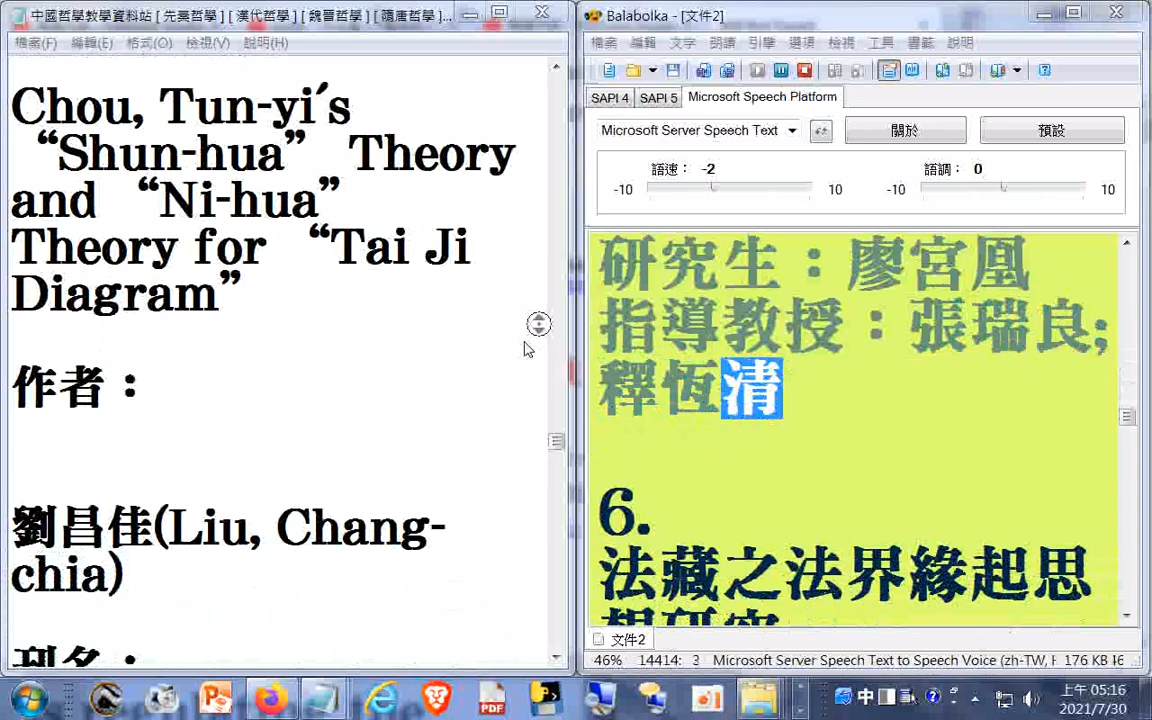 中國哲學教學資料站 [ 先秦哲學 ] [ 漢代哲學 ] [ 魏晉哲學 ] [ 隋唐哲學 ]...
檔案(F) 編輯(E) 格式(O) 檢視(V) 說明(H)
Chou, Tun-yi′s
“Shun-hua” Theory
and “Ni-hua”
Theory for “Tai Ji
Diagram”
作者：
劉昌佳(Liu, Chang-
chia)
刊名：
Balabolka - [文件2]
檔案 編輯 文字 朗讀 引擎 選項 檢視 工具 書籤 說明
SAPI 4 SAPI 5 Microsoft Speech Platform
Microsoft Server Speech Text 關於 預設
語速： -2 語調： 0
-10 10 -10 10
研究生：廖宮凰
指導教授：張瑞良;
釋恆清
6.
法藏之法界緣起思
想研究
文件2
46% 14414: 3 Microsoft Server Speech Text to Speech Voice (zh-TW, 176 KB
中
上午 05:16
2021/7/30